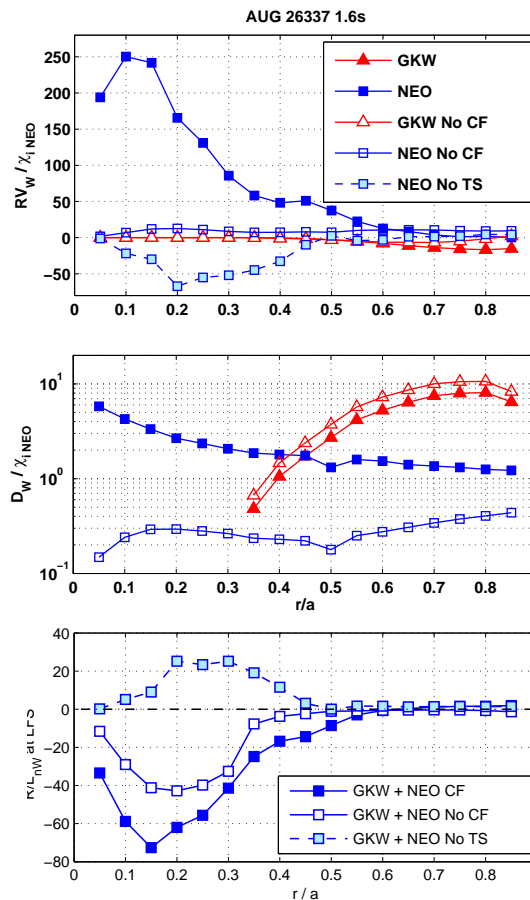 AUG 26337 1.6s
RV_W / χ_i NEO
250
200
150
100
50
0
−50
GKW
NEO
GKW No CF
NEO No CF
NEO No TS
0 0.1 0.2 0.3 0.4 0.5 0.6 0.7 0.8
D_W / χ_i NEO
10^1
10^0
10^−1
0 0.1 0.2 0.3 0.4 0.5 0.6 0.7 0.8
r/a
R/L_nW at LFS
40
20
0
−20
−40
−60
−80
GKW + NEO CF
GKW + NEO No CF
GKW + NEO No TS
0 0.1 0.2 0.3 0.4 0.5 0.6 0.7 0.8
r / a